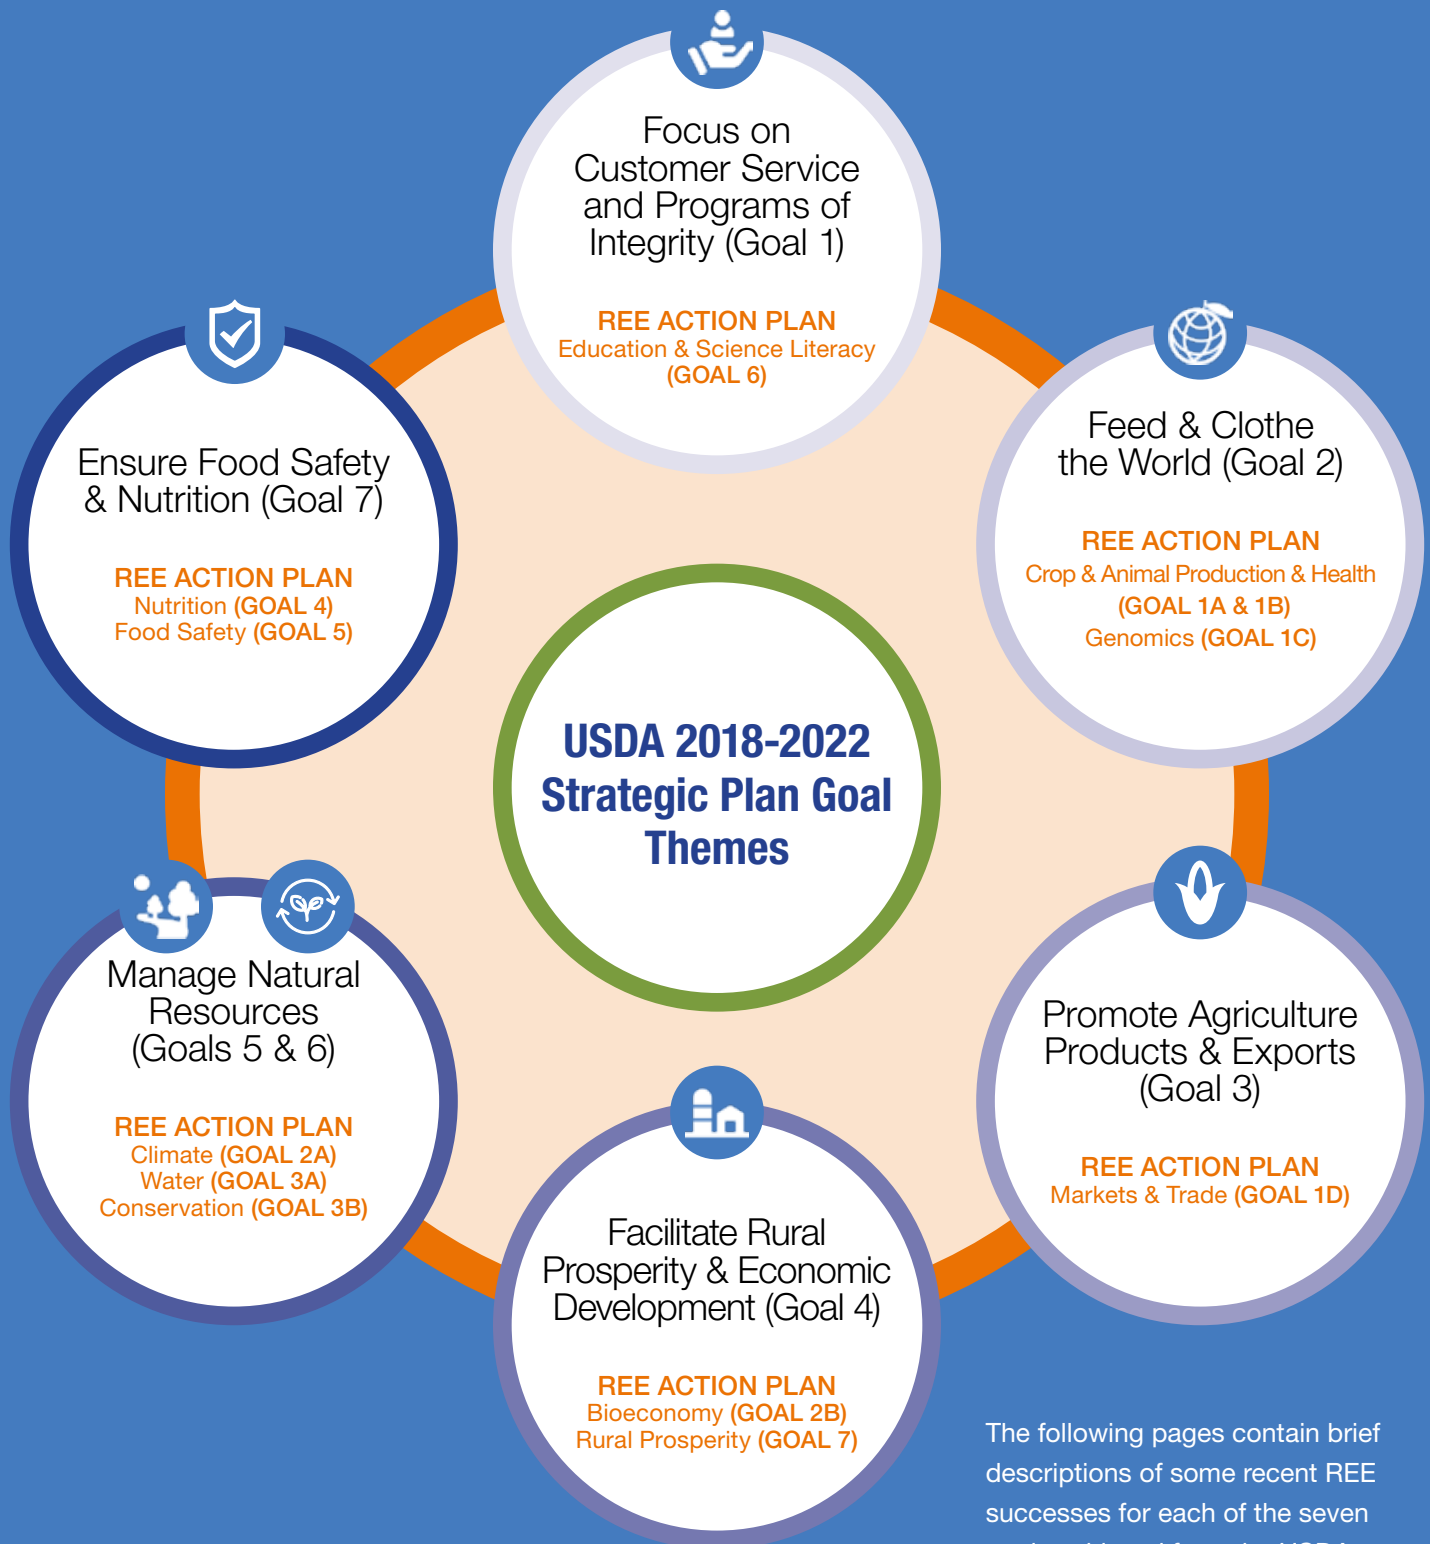 Focus on
Customer Service
and Programs of
Integrity (Goal 1)
REE ACTION PLAN
Education & Science Literacy
(GOAL 6)
Feed & Clothe
the World (Goal 2)
REE ACTION PLAN
Crop & Animal Production & Health
(GOAL 1A & 1B)
Genomics (GOAL 1C)
Ensure Food Safety
& Nutrition (Goal 7)
REE ACTION PLAN
Nutrition (GOAL 4)
Food Safety (GOAL 5)
USDA 2018-2022
Strategic Plan Goal
Themes
Manage Natural
Resources
(Goals 5 & 6)
REE ACTION PLAN
Climate (GOAL 2A)
Water (GOAL 3A)
Conservation (GOAL 3B)
Promote Agriculture
Products & Exports
(Goal 3)
REE ACTION PLAN
Markets & Trade (GOAL 1D)
Facilitate Rural
Prosperity & Economic
Development (Goal 4)
REE ACTION PLAN
Bioeconomy (GOAL 2B)
Rural Prosperity (GOAL 7)
The following pages contain brief
descriptions of some recent REE
successes for each of the seven